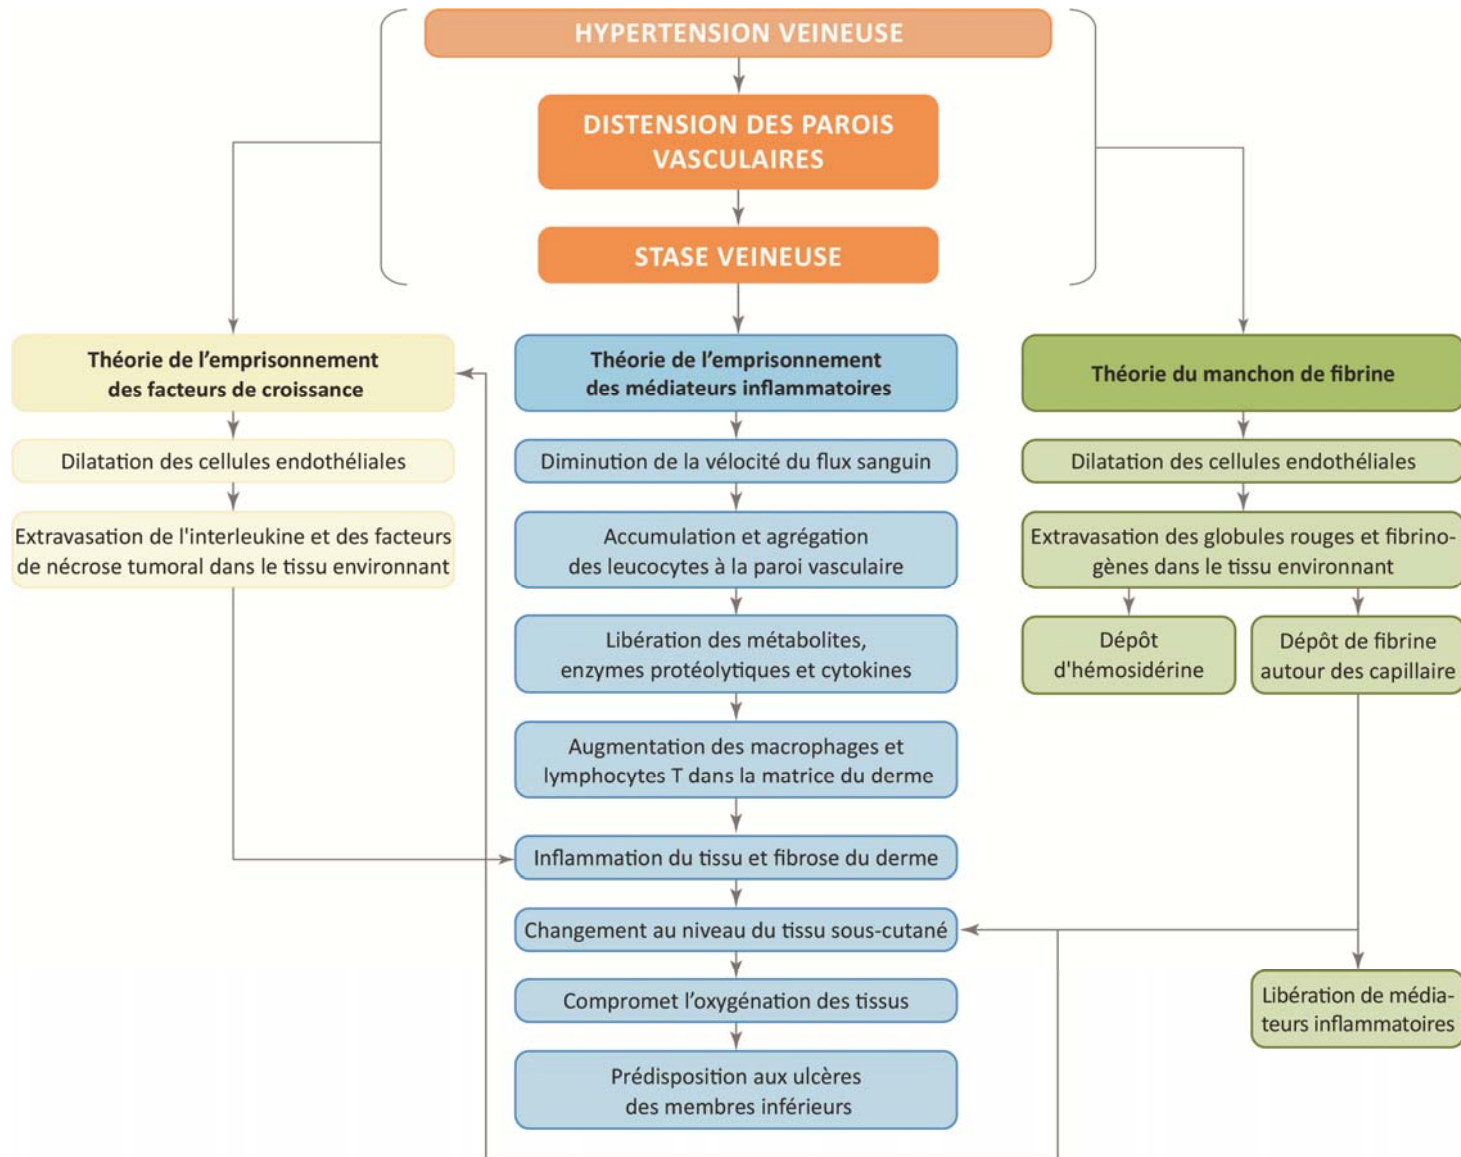 HYPERTENSION VEINEUSE
DISTENSION DES PAROIS
VASCULAIRES
STASE VEINEUSE
Théorie de l'emprisonnement
des facteurs de croissance
Dilatation des cellules endothéliales
Extravasation de l'interleukine et des facteurs
de nécrose tumoral dans le tissu environnant
Théorie de l'emprisonnement
des médiateurs inflammatoires
Diminution de la vélocité du flux sanguin
Accumulation et agrégation
des leucocytes à la paroi vasculaire
Libération des métabolites,
enzymes protéolytiques et cytokines
Augmentation des macrophages et
lymphocytes T dans la matrice du derme
Inflammation du tissu et fibrose du derme
Changement au niveau du tissu sous-cutané
Compromet l'oxygénation des tissus
Prédisposition aux ulcères
des membres inférieurs
Théorie du manchon de fibrine
Dilatation des cellules endothéliales
Extravasation des globules rouges et fibrino-
gènes dans le tissu environnant
Dépôt
d'hémosidérine
Dépôt de fibrine
autour des capillaire
Libération de média-
teurs inflammatoires